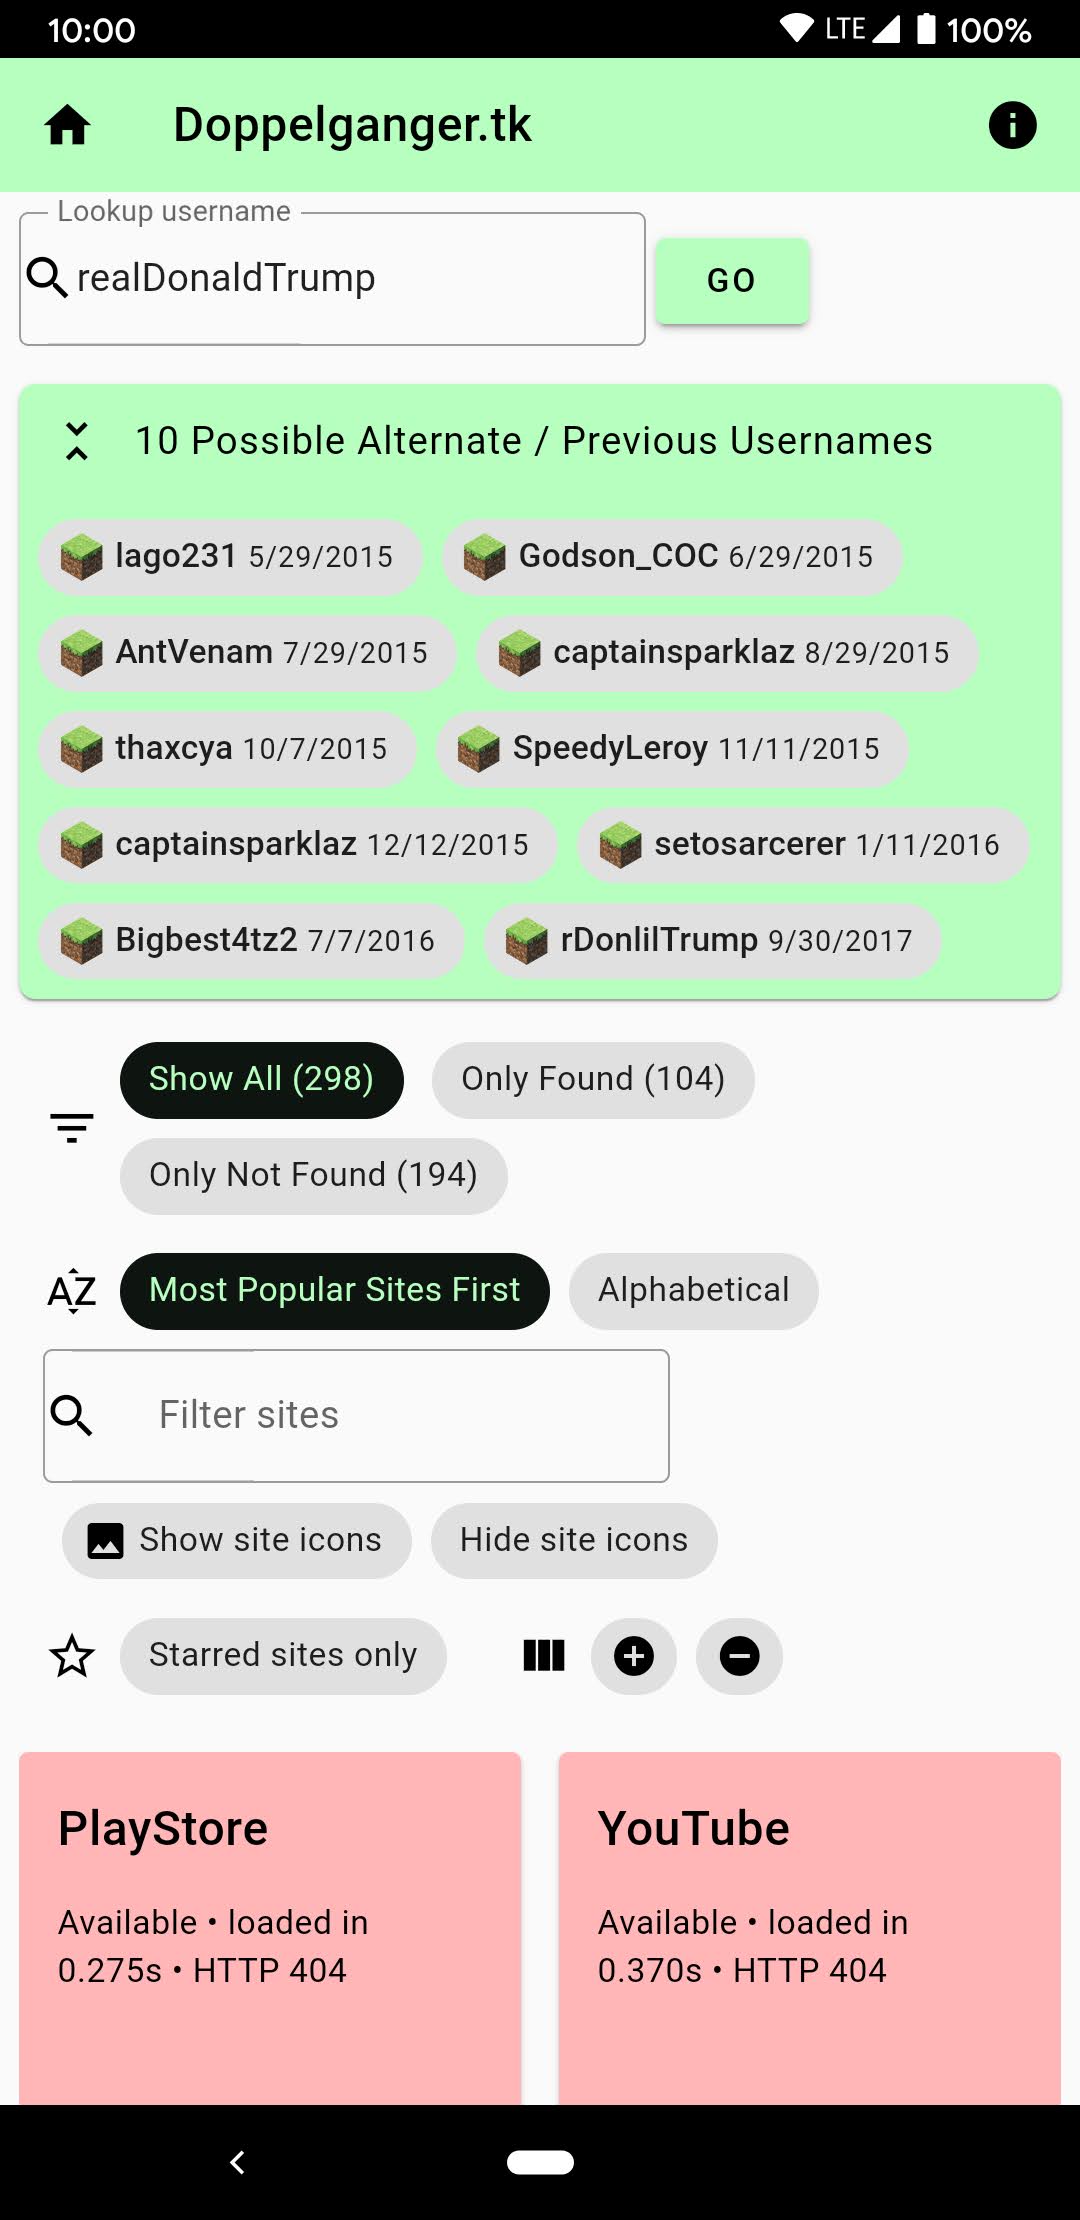 10:00 LTE 100%
Doppelganger.tk
Lookup username
realDonaldTrump
GO
10 Possible Alternate / Previous Usernames
lago231 5/29/2015 Godson_COC 6/29/2015
AntVenam 7/29/2015 captainsparklaz 8/29/2015
thaxcya 10/7/2015 SpeedyLeroy 11/11/2015
captainsparklaz 12/12/2015 setosarcerer 1/11/2016
Bigbest4tz2 7/7/2016 rDonlilTrump 9/30/2017
Show All (298) Only Found (104)
Only Not Found (194)
AZ Most Popular Sites First Alphabetical
Filter sites
Show site icons Hide site icons
Starred sites only
PlayStore
Available • loaded in
0.275s • HTTP 404
YouTube
Available • loaded in
0.370s • HTTP 404